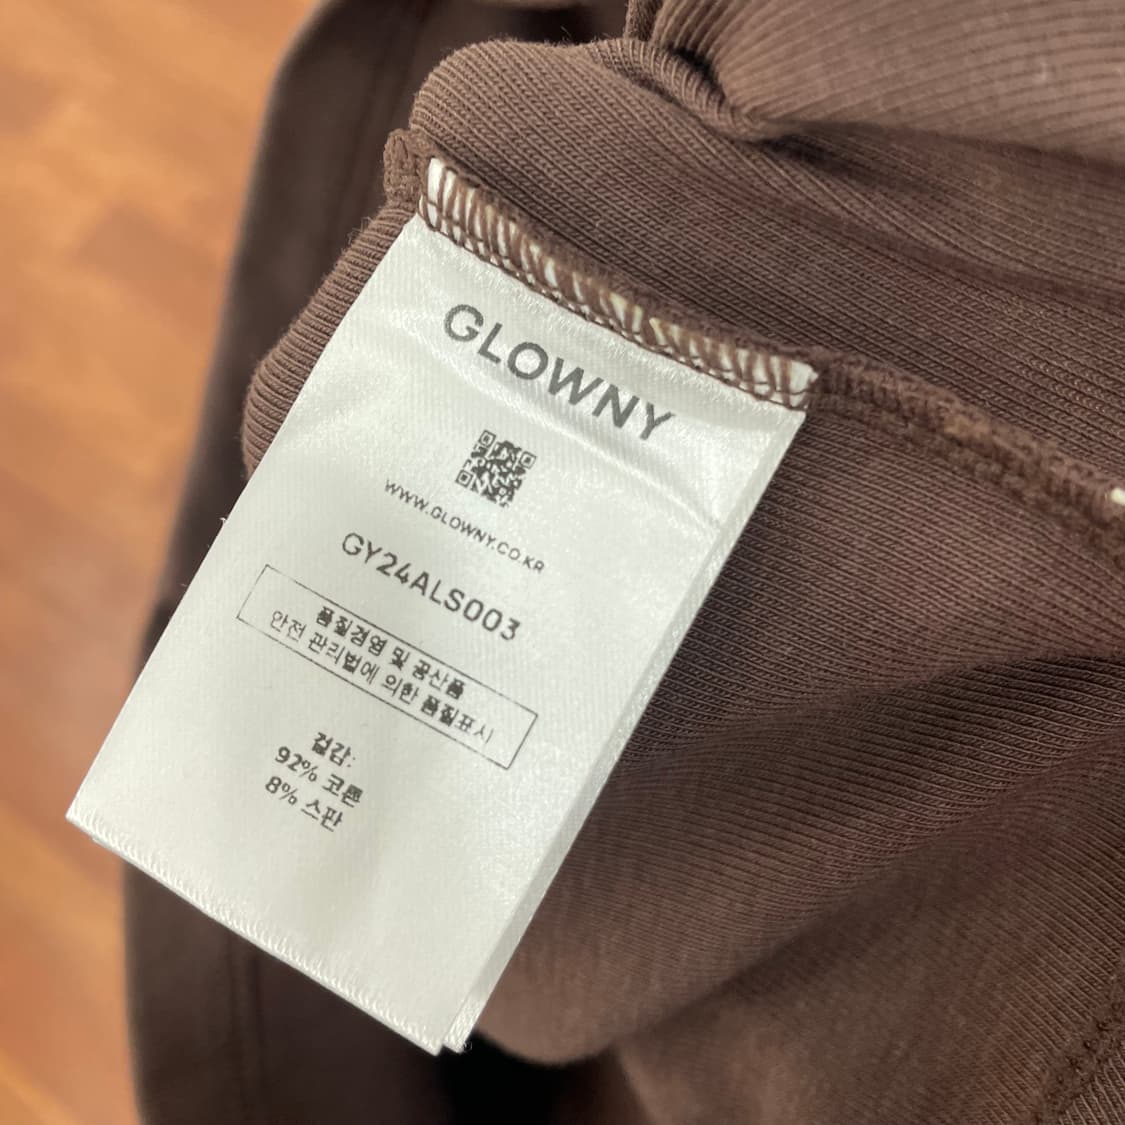 GLOWNY
WWW.GLOWNY.CO.KR
GY24ALS003
품질경영 및 공산품
안전 관리법에 의한 품질표시
겉감:
92% 코튼
8% 스판